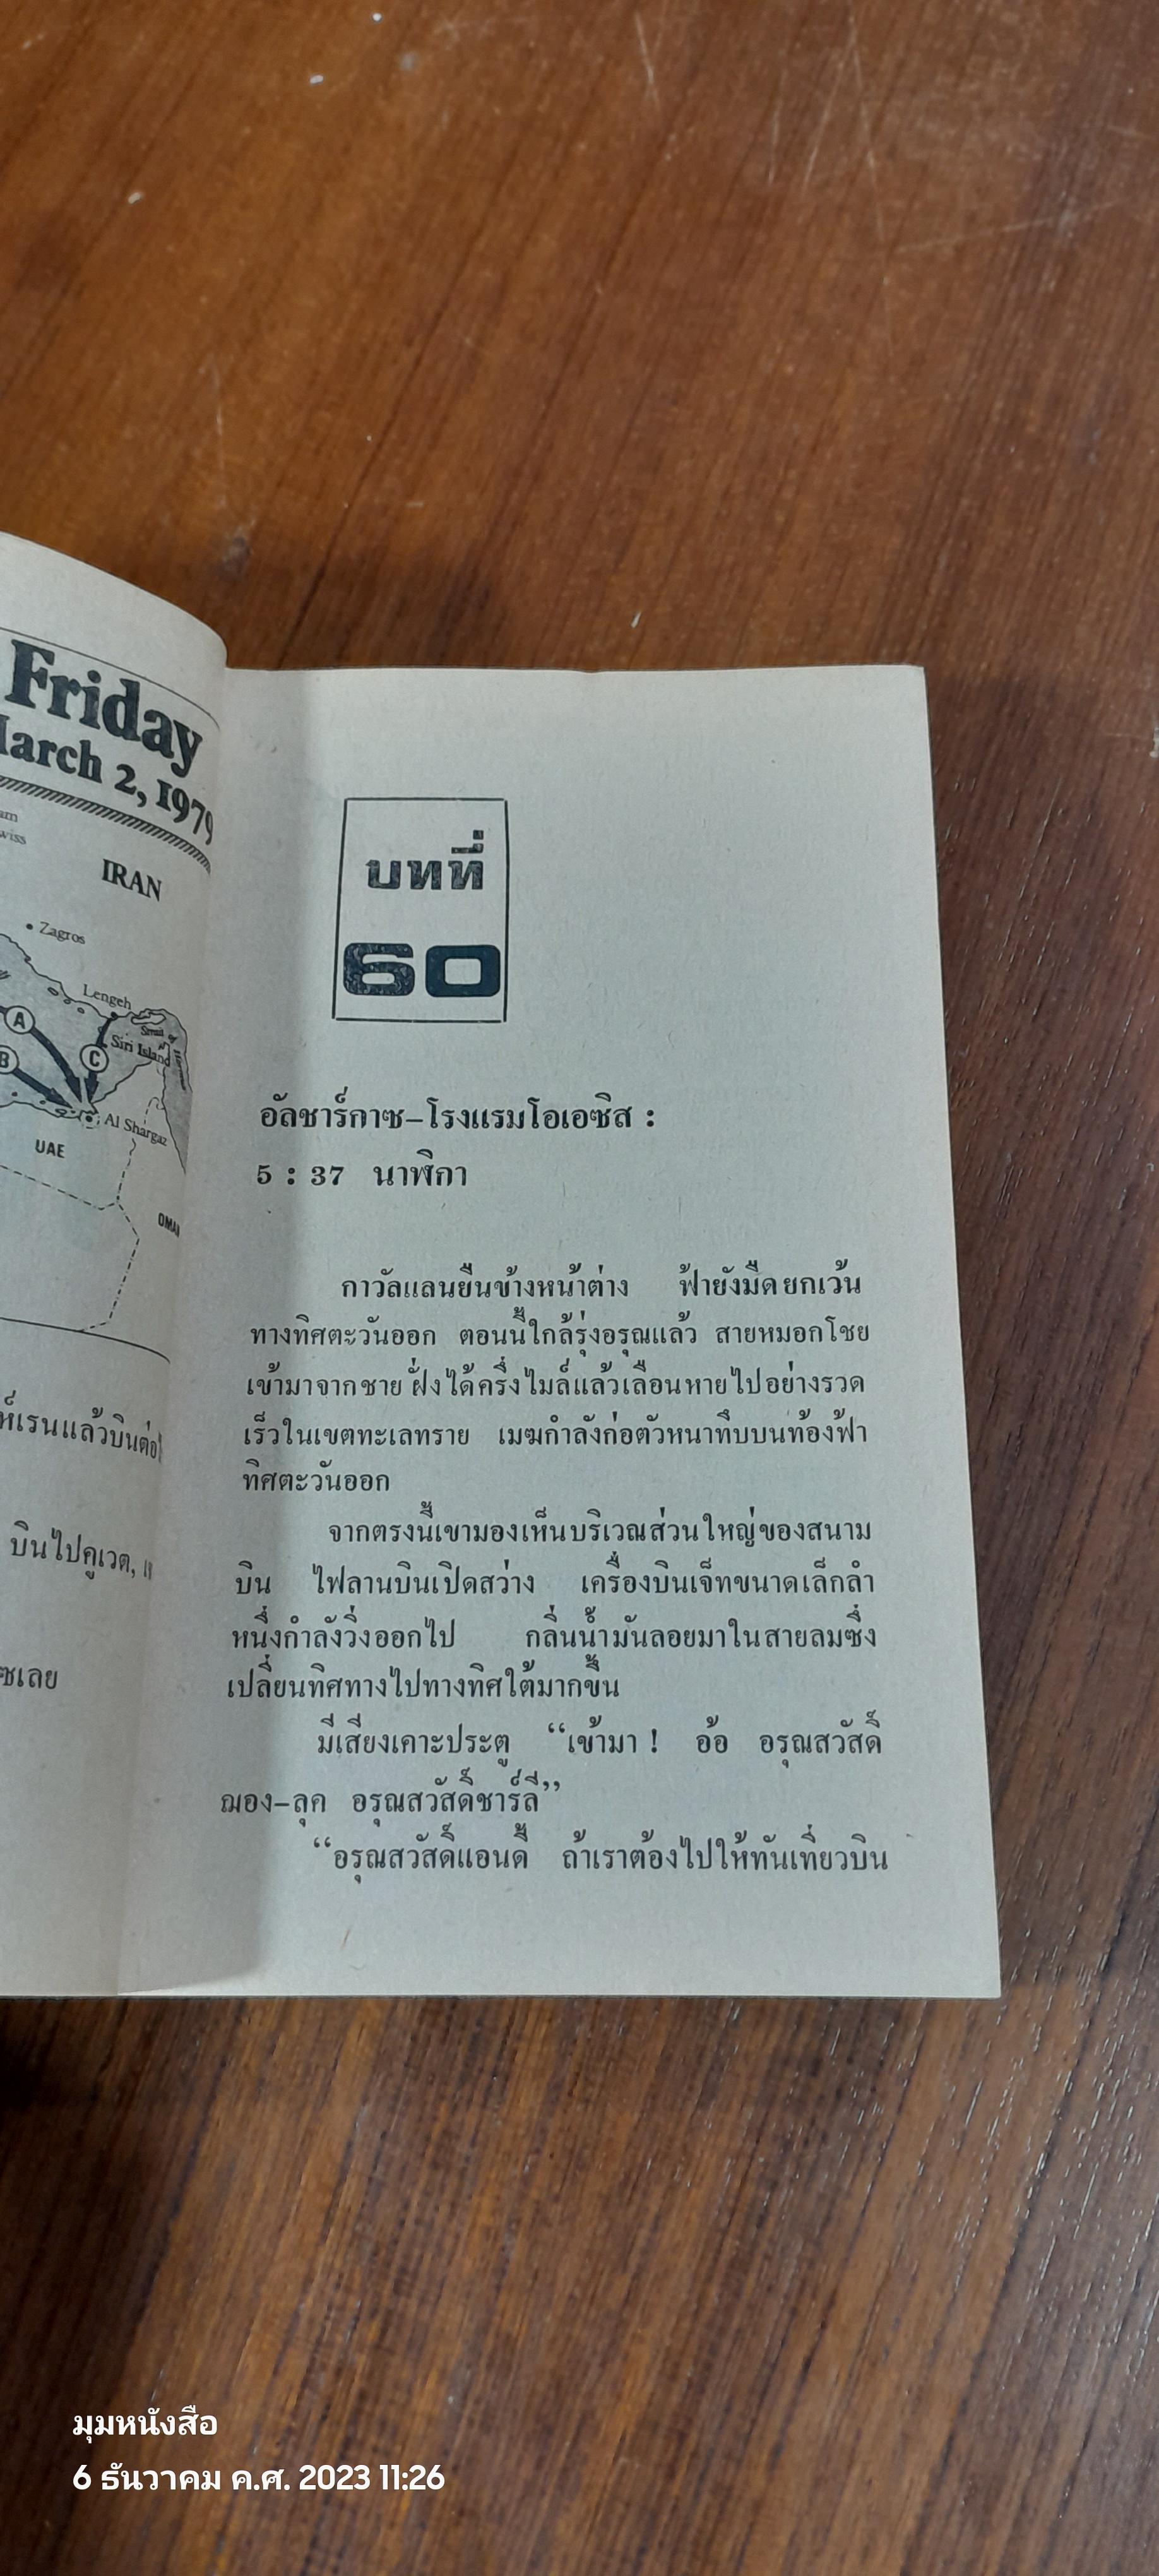 Friday
March 2, 1979
IRAN
Zagros
Lengeh
A
Siri Island
B
C
Al Shargaz
UAE
บินไปคูเวต,
บทที่
60
อัลชาร์กาซ-โรงแรมโอเอซิส :
5 : 37 นาฬิกา
กาวัลแลนยืนข้างหน้าต่าง ฟ้ายังมืดยกเว้น
ทางทิศตะวันออก ตอนนี้ใกล้รุ่งอรุณแล้ว สายหมอกโชย
เข้ามาจากชายฝั่งได้ครึ่งไมล์แล้วเลือนหายไปอย่างรวด
เร็วในเขตทะเลทราย เมฆกำลังก่อตัวหนาทึบบนท้องฟ้า
ทิศตะวันออก
จากตรงนี้เขามองเห็นบริเวณส่วนใหญ่ของสนาม
บิน ไฟลานบินเปิดสว่าง เครื่องบินเจ็ทขนาดเล็กลำ
หนึ่งกำลังวิ่งออกไป กลิ่นน้ำมันลอยมาในสายลมซึ่ง
เปลี่ยนทิศทางไปทางทิศใต้มากขึ้น
มีเสียงเคาะประตู “เข้ามา ! อ้อ อรุณสวัสดิ์
ฌอง-ลุค อรุณสวัสดิ์ชาร์ลี”
“อรุณสวัสดิ์แอนดี้ ถ้าเราต้องไปให้ทันเที่ยวบิน
มุมหนังสือ
6 ธันวาคม ค.ศ. 2023 11:26